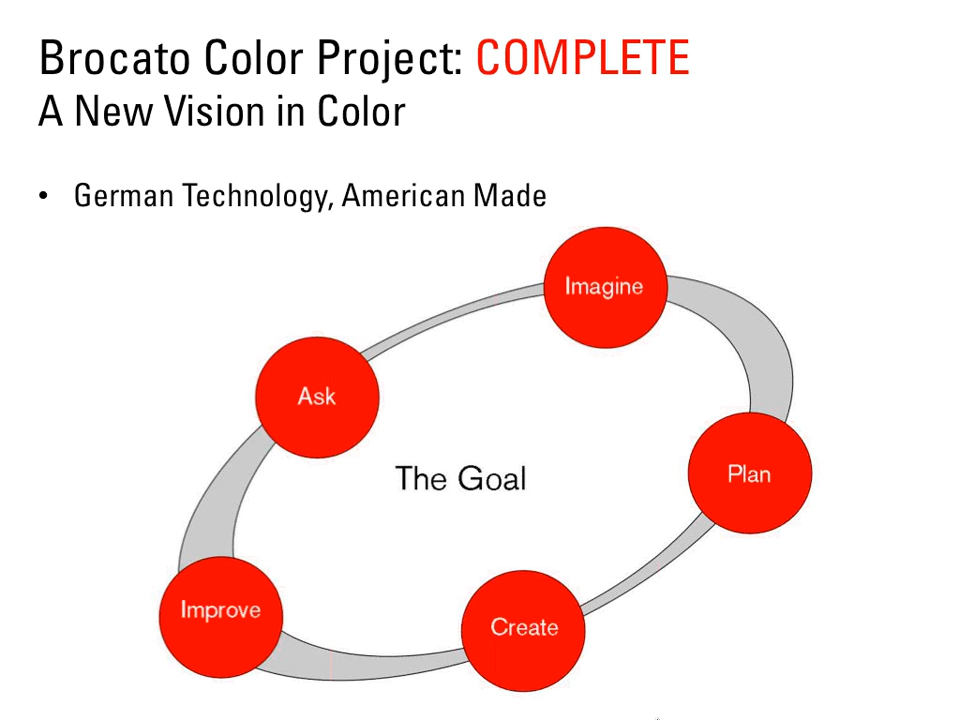 Brocato Color Project: COMPLETE
A New Vision in Color
• German Technology, American Made
Imagine
Ask
The Goal
Plan
Improve
Create